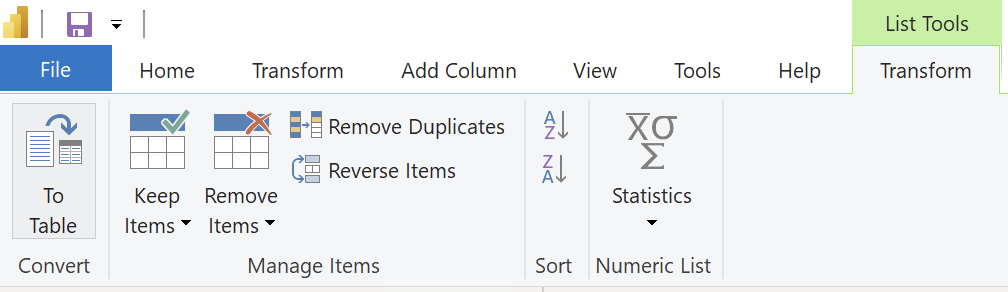 List Tools
File
Home
Transform
Add Column
View
Tools
Help
Transform
To
Table
Keep
Items
Remove
Items
Remove Duplicates
Reverse Items
A
Z
Z
A
X̅σ
Σ
Statistics
Convert
Manage Items
Sort
Numeric List